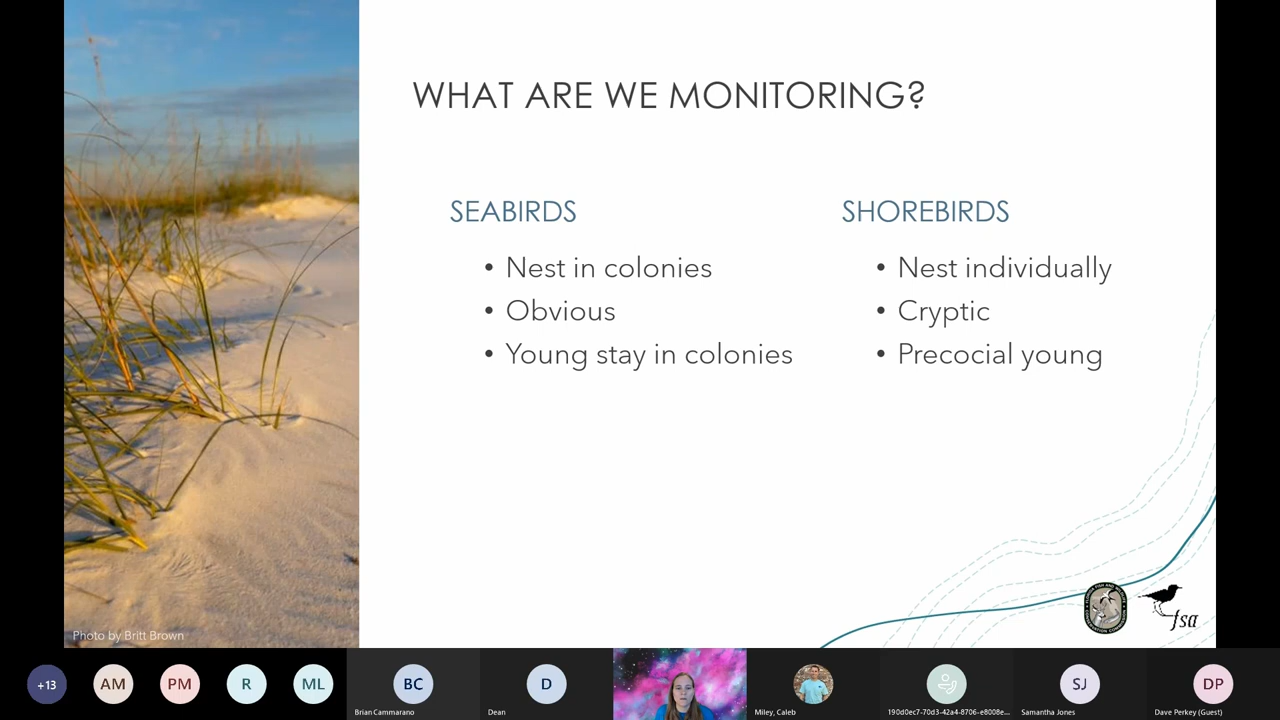 WHAT ARE WE MONITORING?
SEABIRDS
• Nest in colonies
• Obvious
• Young stay in colonies
SHOREBIRDS
• Nest individually
• Cryptic
• Precocial young
Photo by Britt Brown
fsa
+13
AM
PM
R
ML
BC
Brian Cammarano
D
Dean
Miley, Caleb
190d0ec7-70d3-42a4-8706-e8008e...
SJ
Samantha Jones
DP
Dave Perkey (Guest)